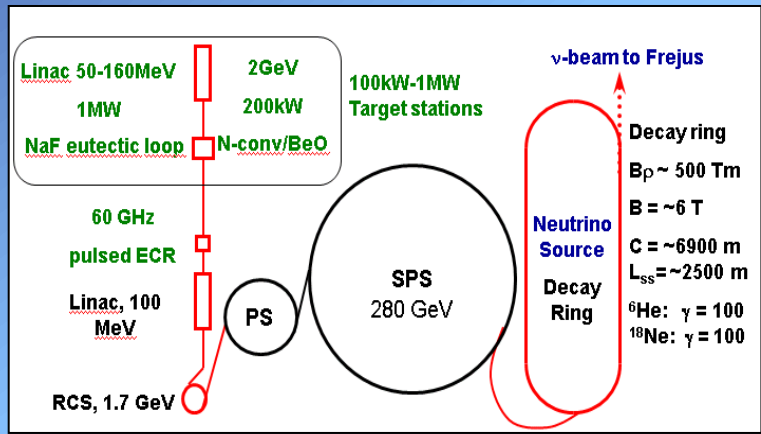 Linac 50-160MeV
1MW
NaF eutectic loop
2GeV
200kW
N-conv/BeO
100kW-1MW
Target stations
ν-beam to Frejus
60 GHz
pulsed ECR
Linac, 100
MeV
RCS, 1.7 GeV
PS
SPS
280 GeV
Neutrino
Source
Decay
Ring
Decay ring
Bρ ~ 500 Tm
B = ~6 T
C = ~6900 m
Lss= ~2500 m
⁶He: γ = 100
¹⁸Ne: γ = 100